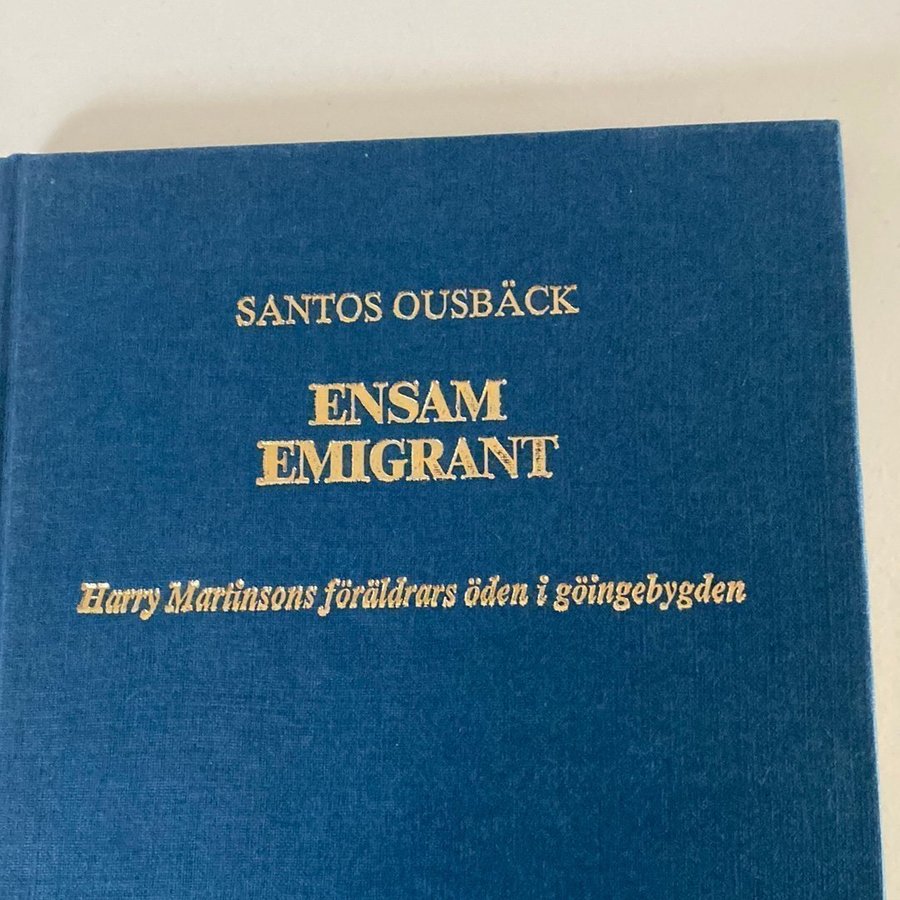 SANTOS OUSBÄCK
ENSAM
EMIGRANT
Harry Martinsons föräldrars öden i göingebygden